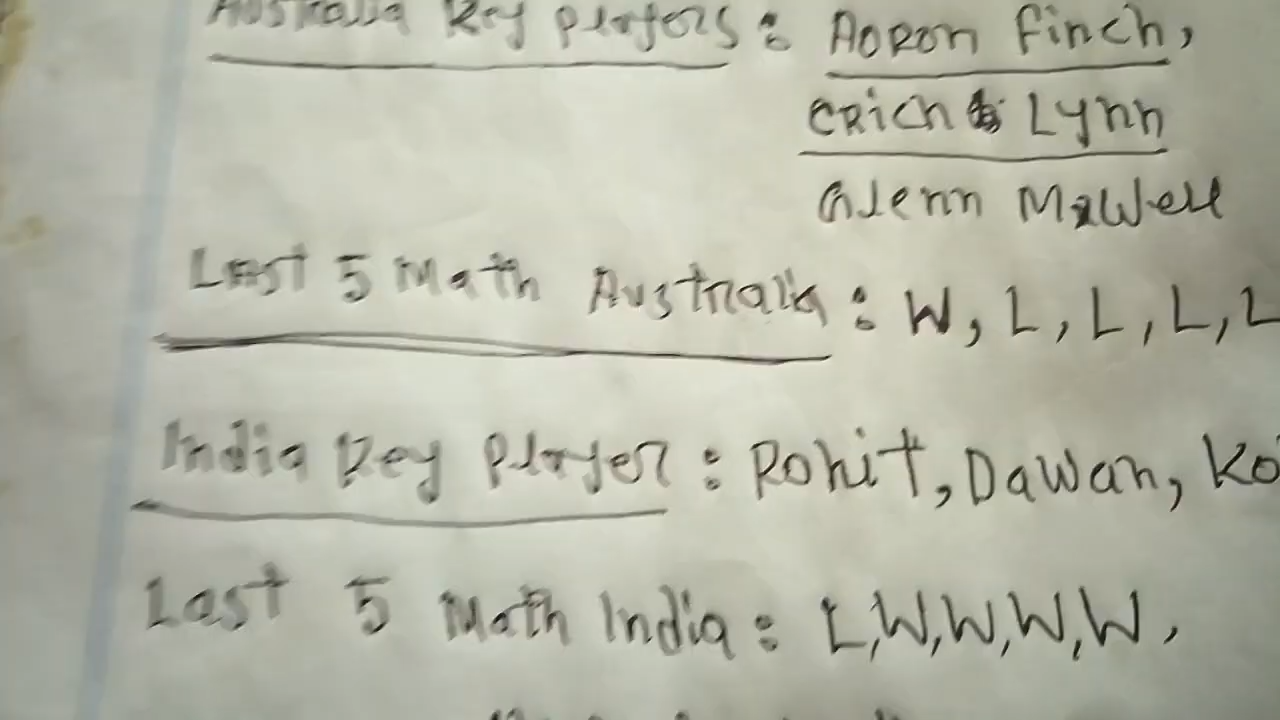 Australia Key players : Aoron Finch,
CRich Lynn
Glenn Maxwell
Last 5 Math Australia : W, L, L, L, L
India Key Player : Rohit, Dawan, Ko
Last 5 Math India : L, W, W, W, W,